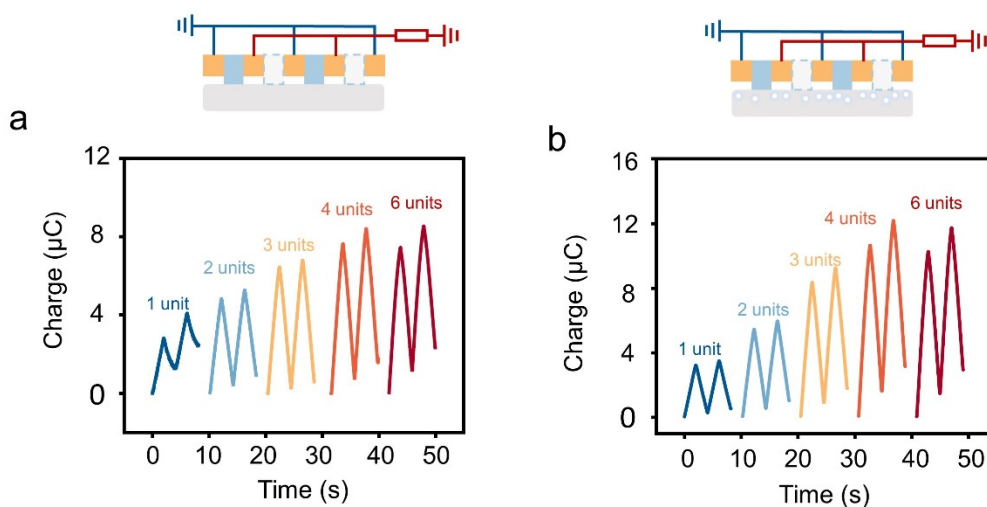 a
12
8
4
0
Charge (μC)
1 unit
2 units
3 units
4 units
6 units
0
10
20
30
40
50
Time (s)
b
16
12
8
4
0
Charge (μC)
1 unit
2 units
3 units
4 units
6 units
0
10
20
30
40
50
Time (s)